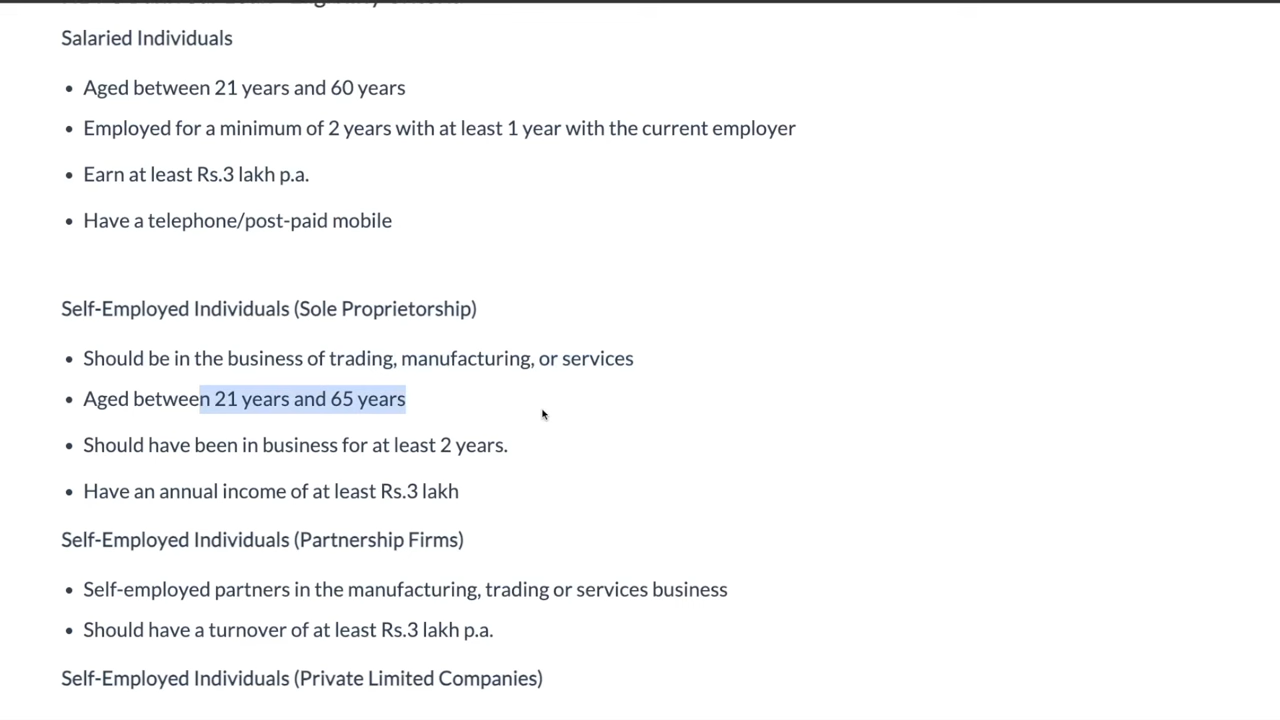 Salaried Individuals
Aged between 21 years and 60 years
Employed for a minimum of 2 years with at least 1 year with the current employer
Earn at least Rs.3 lakh p.a.
Have a telephone/post-paid mobile
Self-Employed Individuals (Sole Proprietorship)
Should be in the business of trading, manufacturing, or services
Aged between 21 years and 65 years
Should have been in business for at least 2 years.
Have an annual income of at least Rs.3 lakh
Self-Employed Individuals (Partnership Firms)
Self-employed partners in the manufacturing, trading or services business
Should have a turnover of at least Rs.3 lakh p.a.
Self-Employed Individuals (Private Limited Companies)